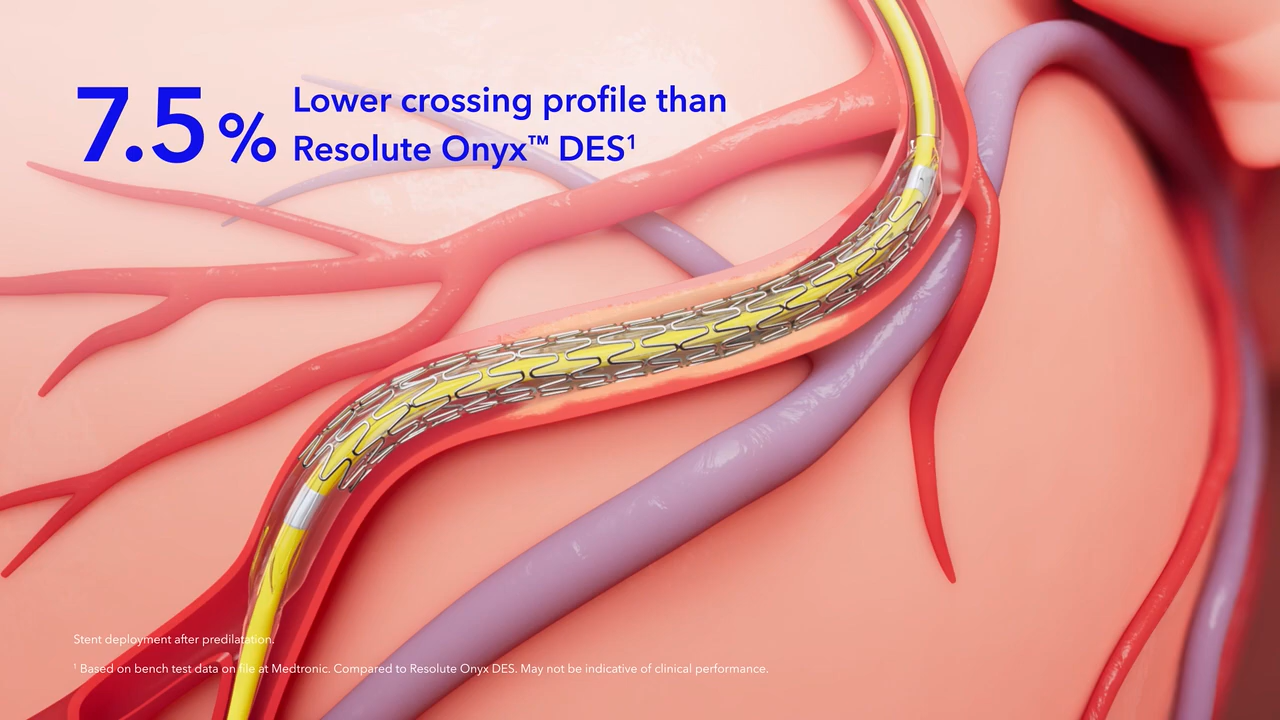 7.5% Lower crossing profile than
Resolute Onyx™ DES¹
Stent deployment after predilatation.
¹ Based on bench test data on file at Medtronic. Compared to Resolute Onyx DES. May not be indicative of clinical performance.